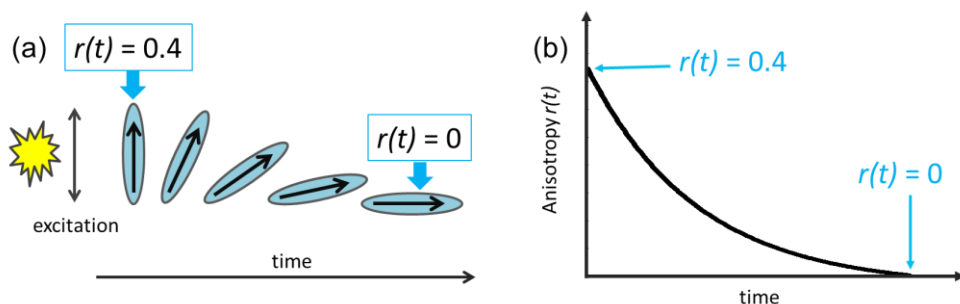 (a)
r(t) = 0.4
r(t) = 0
excitation
time
(b)
Anisotropy r(t)
r(t) = 0.4
r(t) = 0
time